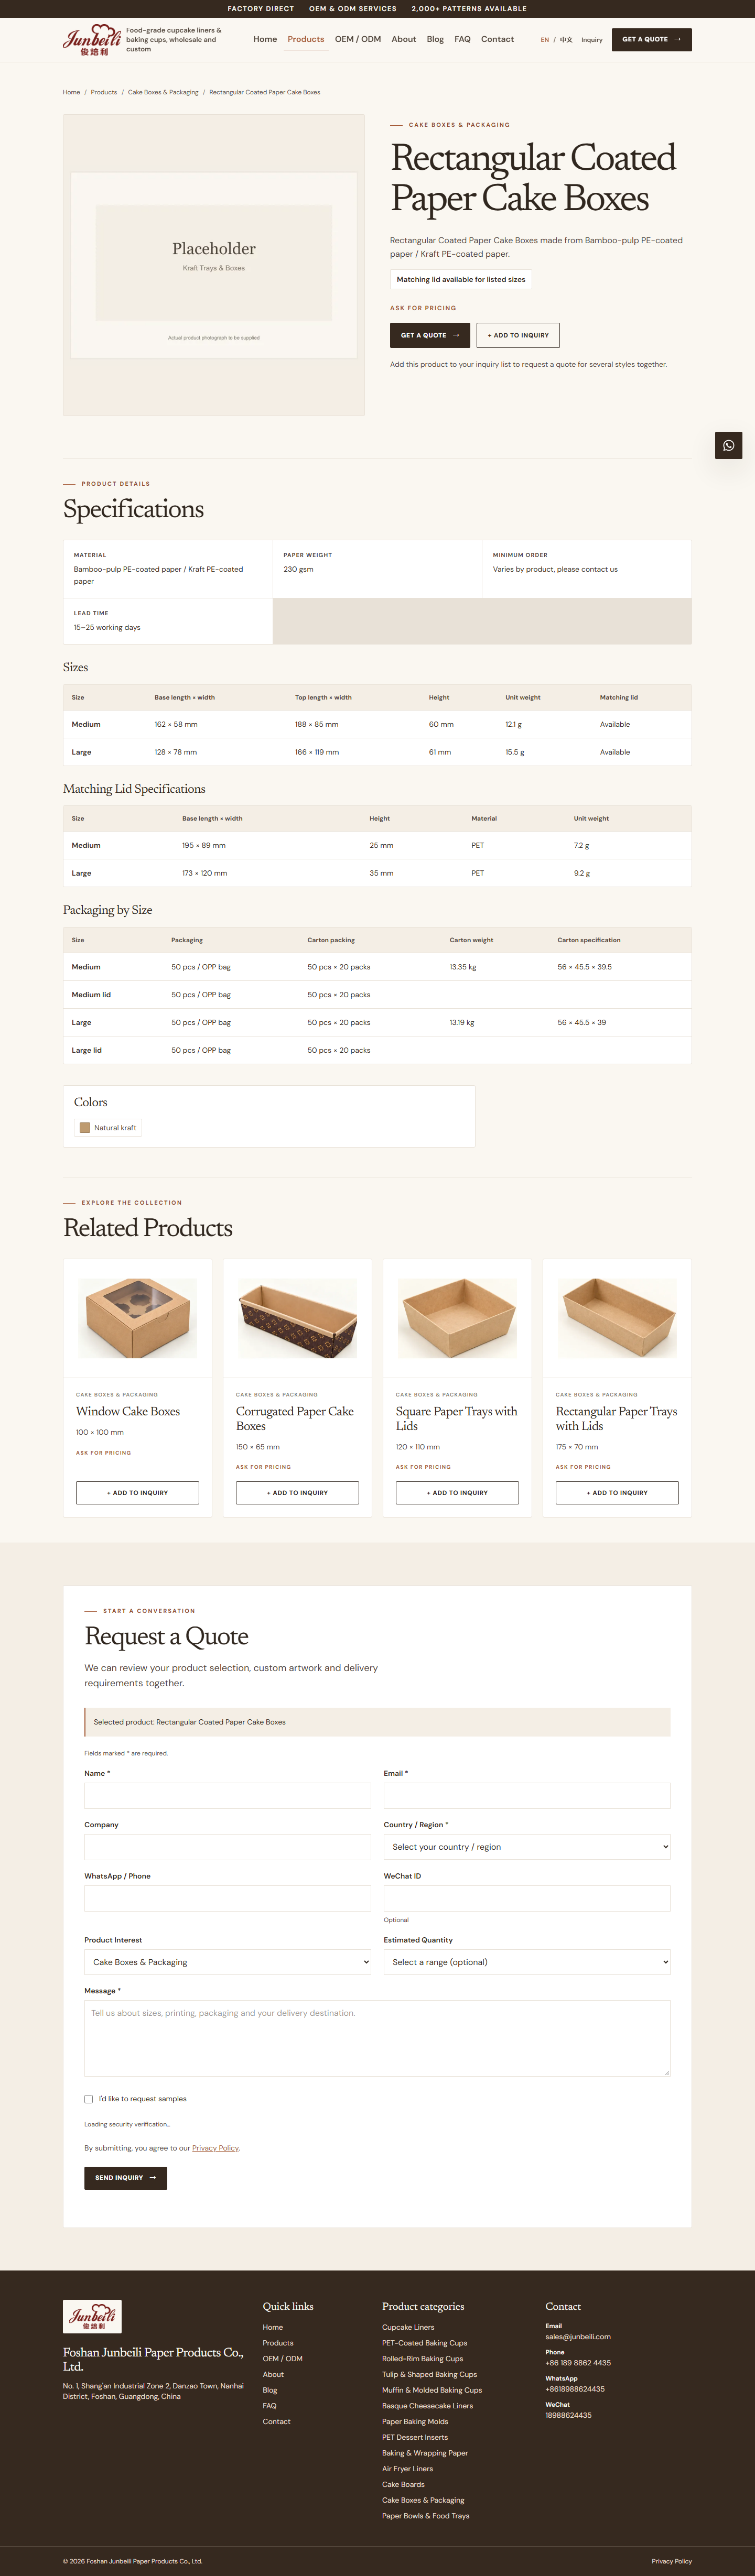 FACTORY DIRECT OEM & ODM SERVICES 2,000+ PATTERNS AVAILABLE
Junbeili
俊焙利
Food-grade cupcake liners &
baking cups, wholesale and
custom
Home Products OEM / ODM About Blog FAQ Contact EN / 中文 Inquiry GET A QUOTE →
Home / Products / Cake Boxes & Packaging / Rectangular Coated Paper Cake Boxes
Placeholder
Kraft Trays & Boxes
Actual product photograph to be supplied
CAKE BOXES & PACKAGING
Rectangular Coated
Paper Cake Boxes
Rectangular Coated Paper Cake Boxes made from Bamboo-pulp PE-coated
paper / Kraft PE-coated paper.
Matching lid available for listed sizes
ASK FOR PRICING
GET A QUOTE → + ADD TO INQUIRY
Add this product to your inquiry list to request a quote for several styles together.
PRODUCT DETAILS
Specifications
MATERIAL
Bamboo-pulp PE-coated paper / Kraft PE-coated
paper
PAPER WEIGHT
230 gsm
MINIMUM ORDER
Varies by product, please contact us
LEAD TIME
15–25 working days
Sizes
Size Base length × width Top length × width Height Unit weight Matching lid
Medium 162 × 58 mm 188 × 85 mm 60 mm 12.1 g Available
Large 128 × 78 mm 166 × 119 mm 61 mm 15.5 g Available
Matching Lid Specifications
Size Base length × width Height Material Unit weight
Medium 195 × 89 mm 25 mm PET 7.2 g
Large 173 × 120 mm 35 mm PET 9.2 g
Packaging by Size
Size Packaging Carton packing Carton weight Carton specification
Medium 50 pcs / OPP bag 50 pcs × 20 packs 13.35 kg 56 × 45.5 × 39.5
Medium lid 50 pcs / OPP bag 50 pcs × 20 packs
Large 50 pcs / OPP bag 50 pcs × 20 packs 13.19 kg 56 × 45.5 × 39
Large lid 50 pcs / OPP bag 50 pcs × 20 packs
Colors
Natural kraft
EXPLORE THE COLLECTION
Related Products
CAKE BOXES & PACKAGING
Window Cake Boxes
100 × 100 mm
ASK FOR PRICING
+ ADD TO INQUIRY
CAKE BOXES & PACKAGING
Corrugated Paper Cake
Boxes
150 × 65 mm
ASK FOR PRICING
+ ADD TO INQUIRY
CAKE BOXES & PACKAGING
Square Paper Trays with
Lids
120 × 110 mm
ASK FOR PRICING
+ ADD TO INQUIRY
CAKE BOXES & PACKAGING
Rectangular Paper Trays
with Lids
175 × 70 mm
ASK FOR PRICING
+ ADD TO INQUIRY
START A CONVERSATION
Request a Quote
We can review your product selection, custom artwork and delivery
requirements together.
Selected product: Rectangular Coated Paper Cake Boxes
Fields marked * are required.
Name * Email *
Company Country / Region *
Select your country / region
WhatsApp / Phone WeChat ID
Optional
Product Interest Estimated Quantity
Cake Boxes & Packaging Select a range (optional)
Message *
Tell us about sizes, printing, packaging and your delivery destination.
I'd like to request samples
Loading security verification…
By submitting, you agree to our Privacy Policy.
SEND INQUIRY →
Junbeili
俊焙利
Foshan Junbeili Paper Products Co.,
Ltd.
No. 1, Shang'an Industrial Zone 2, Danzao Town, Nanhai
District, Foshan, Guangdong, China
Quick links
Home
Products
OEM / ODM
About
Blog
FAQ
Contact
Product categories
Cupcake Liners
PET-Coated Baking Cups
Rolled-Rim Baking Cups
Tulip & Shaped Baking Cups
Muffin & Molded Baking Cups
Basque Cheesecake Liners
Paper Baking Molds
PET Dessert Inserts
Baking & Wrapping Paper
Air Fryer Liners
Cake Boards
Cake Boxes & Packaging
Paper Bowls & Food Trays
Contact
Email
sales@junbeili.com
Phone
+86 189 8862 4435
WhatsApp
+8618988624435
WeChat
18988624435
© 2026 Foshan Junbeili Paper Products Co., Ltd. Privacy Policy